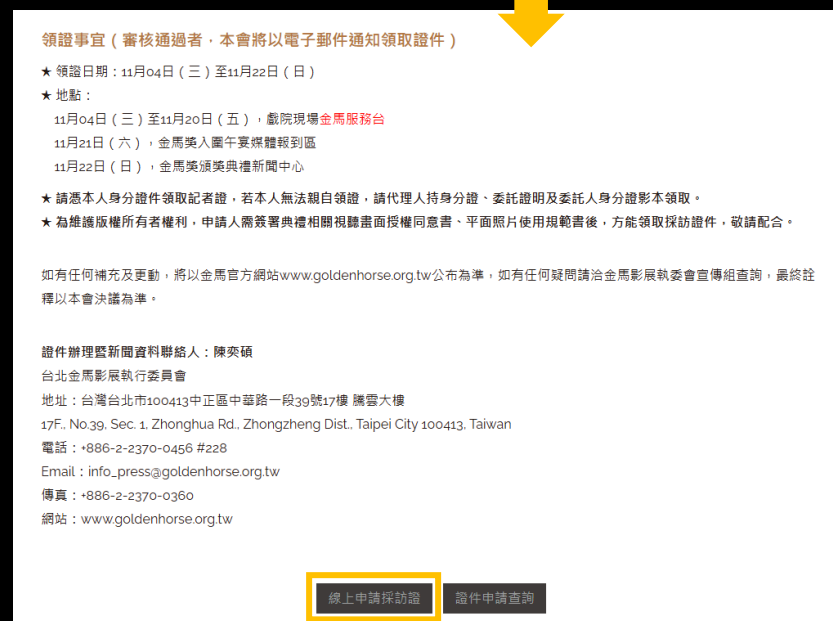 領證事宜（審核通過者，本會將以電子郵件通知領取證件）
★ 領證日期：11月04日（三）至11月22日（日）
★ 地點：
11月04日（三）至11月20日（五），戲院現場金馬服務台
11月21日（六），金馬獎入圍午宴媒體報到區
11月22日（日），金馬獎頒獎典禮新聞中心
★ 請憑本人身分證件領取記者證，若本人無法親自領證，請代理人持身分證、委託證明及委託人身分證影本領取。
★ 為維護版權所有者權利，申請人需簽署典禮相關視聽畫面授權同意書、平面照片使用規範書後，方能領取採訪證件，敬請配合。
如有任何補充及更動，將以金馬官方網站www.goldenhorse.org.tw公布為準，如有任何疑問請洽金馬影展執委會宣傳組查詢，最終詮
釋以本會決議為準。
證件辦理暨新聞資料聯絡人：陳奕碩
台北金馬影展執行委員會
地址：台灣台北市100413中正區中華路一段39號17樓 騰雲大樓
17F., No.39, Sec. 1, Zhonghua Rd., Zhongzheng Dist., Taipei City 100413, Taiwan
電話：+886-2-2370-0456 #228
Email：info_press@goldenhorse.org.tw
傳真：+886-2-2370-0360
網站：www.goldenhorse.org.tw
線上申請採訪證 證件申請查詢